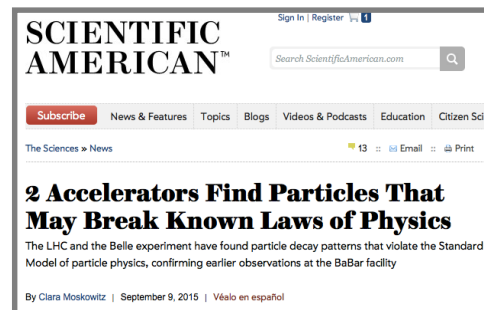 Sign In | Register 1
SCIENTIFIC
AMERICAN™
Search ScientificAmerican.com
Subscribe News & Features Topics Blogs Videos & Podcasts Education Citizen Sci
The Sciences » News 13 :: Email :: Print
2 Accelerators Find Particles That
May Break Known Laws of Physics
The LHC and the Belle experiment have found particle decay patterns that violate the Standard
Model of particle physics, confirming earlier observations at the BaBar facility
By Clara Moskowitz | September 9, 2015 | Véalo en español